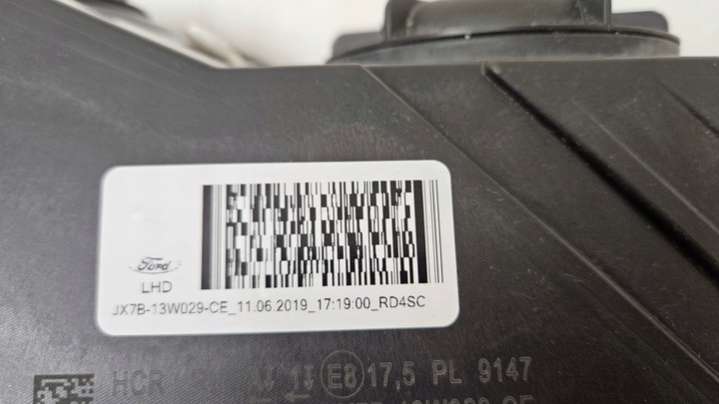 Ford
LHD
JX7B-13W029-CE_11.06.2019_17:19:00_RD4SC
HCR E8 17,5 PL 9147